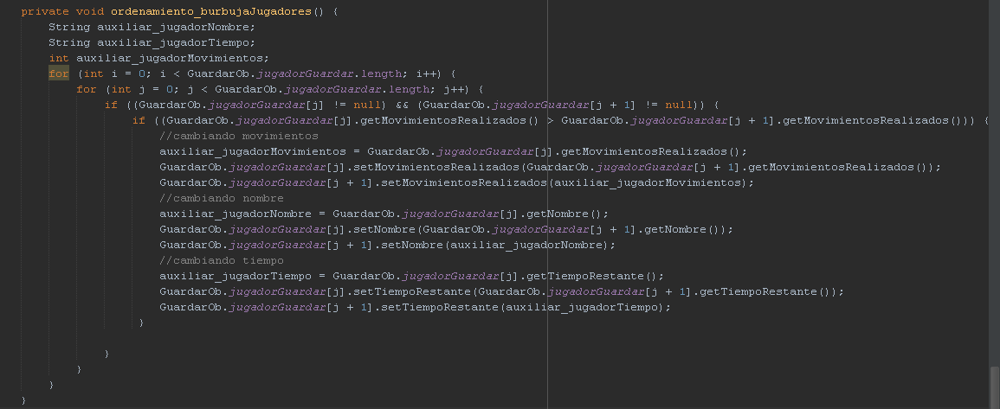 private void ordenamiento_burbujaJugadores() {
String auxiliar_jugadorNombre;
String auxiliar_jugadorTiempo;
int auxiliar_jugadorMovimientos;
for (int i = 0; i < GuardarOb.jugadorGuardar.length; i++) {
for (int j = 0; j < GuardarOb.jugadorGuardar.length; j++) {
if ((GuardarOb.jugadorGuardar[j] != null) && (GuardarOb.jugadorGuardar[j + 1] != null)) {
if ((GuardarOb.jugadorGuardar[j].getMovimientosRealizados() > GuardarOb.jugadorGuardar[j + 1].getMovimientosRealizados())) {
//cambiando movimientos
auxiliar_jugadorMovimientos = GuardarOb.jugadorGuardar[j].getMovimientosRealizados();
GuardarOb.jugadorGuardar[j].setMovimientosRealizados(GuardarOb.jugadorGuardar[j + 1].getMovimientosRealizados());
GuardarOb.jugadorGuardar[j + 1].setMovimientosRealizados(auxiliar_jugadorMovimientos);
//cambiando nombre
auxiliar_jugadorNombre = GuardarOb.jugadorGuardar[j].getNombre();
GuardarOb.jugadorGuardar[j].setNombre(GuardarOb.jugadorGuardar[j + 1].getNombre());
GuardarOb.jugadorGuardar[j + 1].setNombre(auxiliar_jugadorNombre);
//cambiando tiempo
auxiliar_jugadorTiempo = GuardarOb.jugadorGuardar[j].getTiempoRestante();
GuardarOb.jugadorGuardar[j].setTiempoRestante(GuardarOb.jugadorGuardar[j + 1].getTiempoRestante());
GuardarOb.jugadorGuardar[j + 1].setTiempoRestante(auxiliar_jugadorTiempo);
}
}
}
}
}